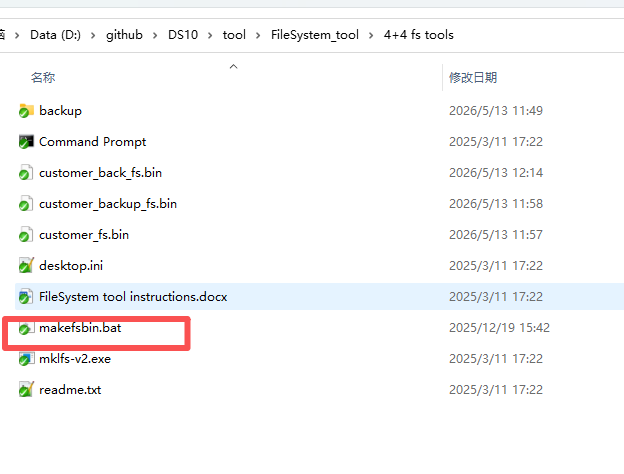 Data (D:) > github > DS10 > tool > FileSystem_tool > 4+4 fs tools
名称 修改日期
backup 2026/5/13 11:49
Command Prompt 2025/3/11 17:22
customer_back_fs.bin 2026/5/13 12:14
customer_backup_fs.bin 2026/5/13 11:58
customer_fs.bin 2026/5/13 11:57
desktop.ini 2025/3/11 17:22
FileSystem tool instructions.docx 2025/3/11 17:22
makefsbin.bat 2025/12/19 15:42
mklfs-v2.exe 2025/3/11 17:22
readme.txt 2025/3/11 17:22